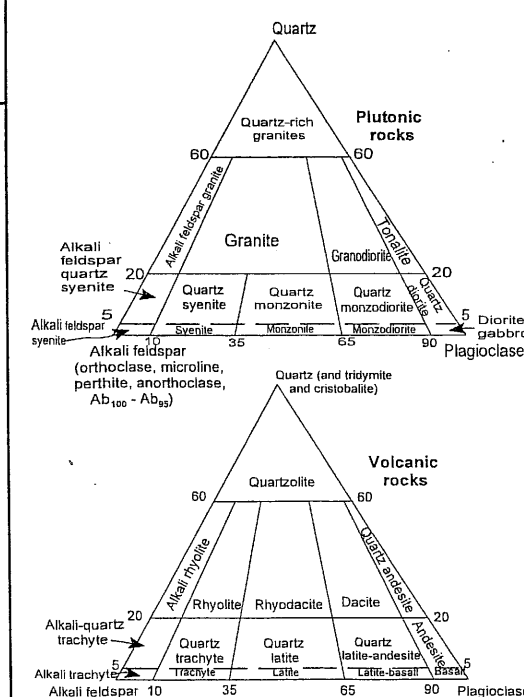 Quartz
Quartz-rich
granites
Plutonic
rocks
60
60
Alkali feldspar granite
Granite
Granodiorite
Tonalite
Alkali
feldspar
quartz
syenite
20
20
Quartz
syenite
Quartz
monzonite
Quartz
monzodiorite
Quartz
diorite
5
5
Alkali feldspar
syenite
Syenite
Monzonite
Monzodiorite
Diorite
gabbro
10
35
65
90
Alkali feldspar
(orthoclase, microline,
perthite, anorthoclase,
Ab100 - Ab95)
Plagioclase
Quartz (and tridymite
and cristobalite)
Quartzolite
Volcanic
rocks
60
60
Alkali rhyolite
Rhyolite
Rhyodacite
Dacite
Quartz andesite
20
20
Alkali-quartz
trachyte
Quartz
trachyte
Quartz
latite
Quartz
latite-andesite
Andesite
5
5
Alkali trachyte
Trachyte
Latite
Latite-basalt
Basalt
Alkali feldspar
10
35
65
90
Plagioclase